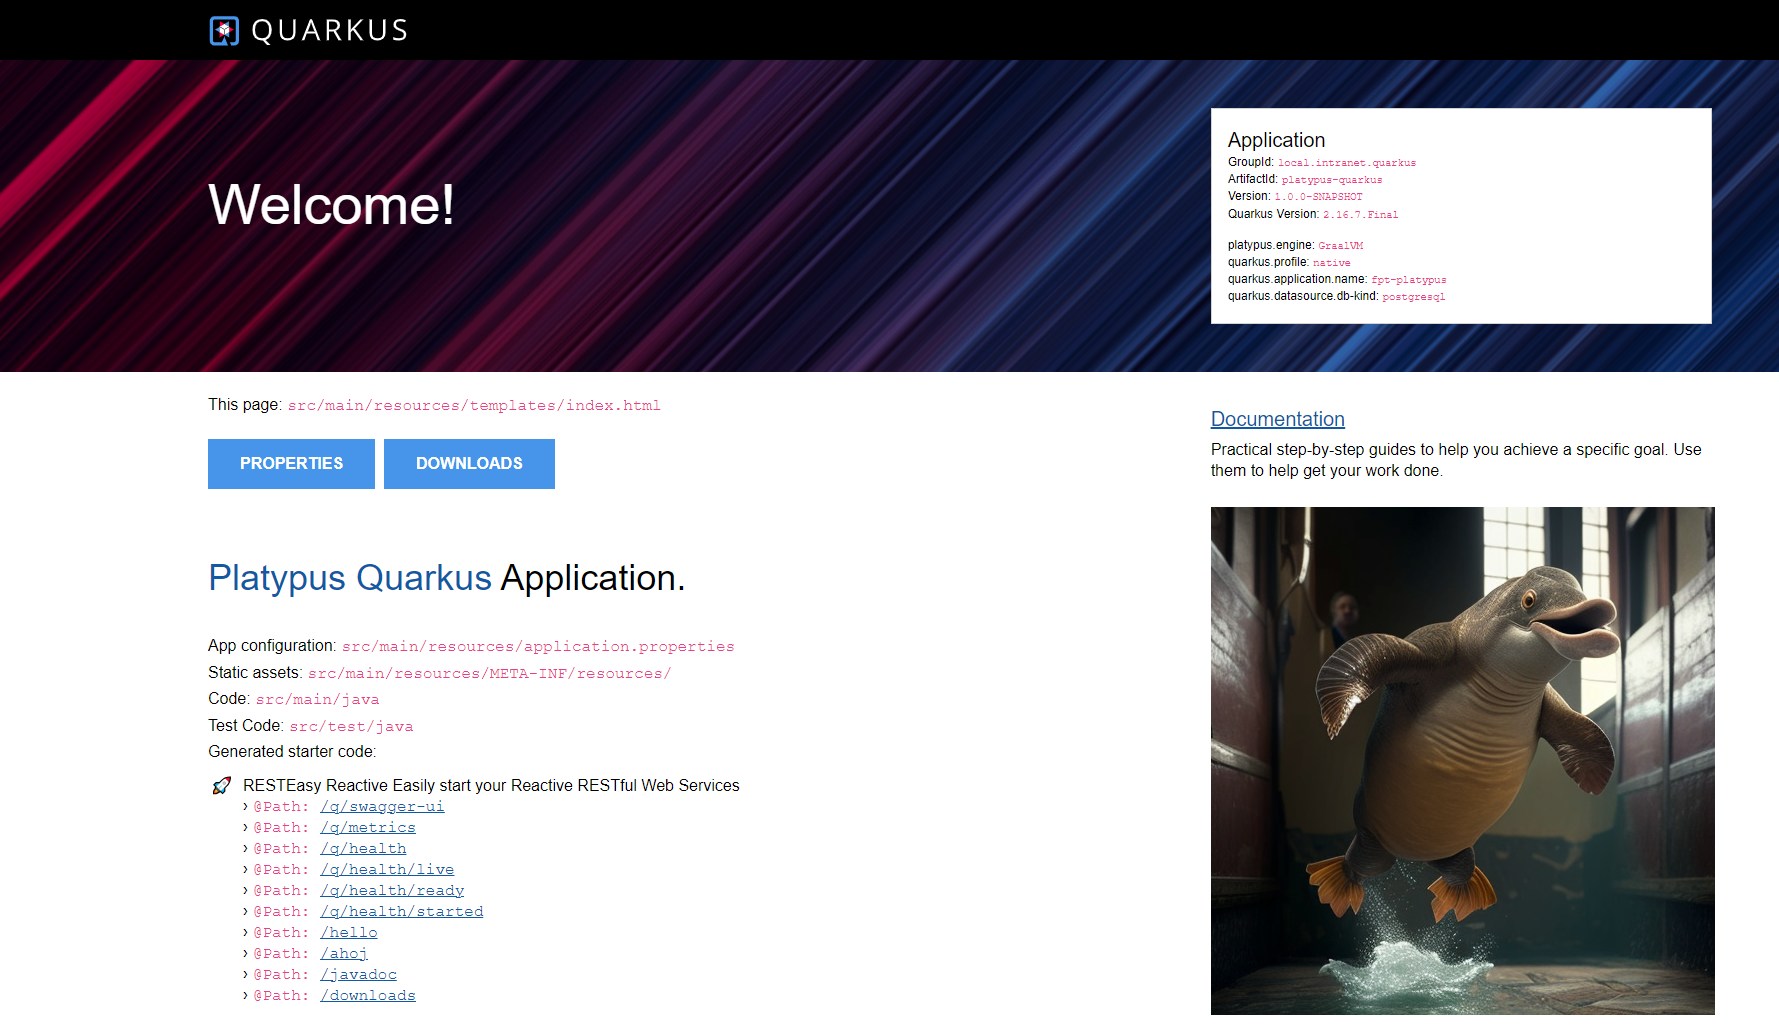 QUARKUS
Welcome!
Application
GroupId: local.intranet.quarkus
ArtifactId: platypus-quarkus
Version: 1.0.0-SNAPSHOT
Quarkus Version: 2.16.7.Final
platypus.engine: GraalVM
quarkus.profile: native
quarkus.application.name: fpt-platypus
quarkus.datasource.db-kind: postgresql
This page: src/main/resources/templates/index.html
PROPERTIES DOWNLOADS
Platypus Quarkus Application.
App configuration: src/main/resources/application.properties
Static assets: src/main/resources/META-INF/resources/
Code: src/main/java
Test Code: src/test/java
Generated starter code:
RESTEasy Reactive Easily start your Reactive RESTful Web Services
› @Path: /q/swagger-ui
› @Path: /q/metrics
› @Path: /q/health
› @Path: /q/health/live
› @Path: /q/health/ready
› @Path: /q/health/started
› @Path: /hello
› @Path: /ahoj
› @Path: /javadoc
› @Path: /downloads
Documentation
Practical step-by-step guides to help you achieve a specific goal. Use
them to help get your work done.